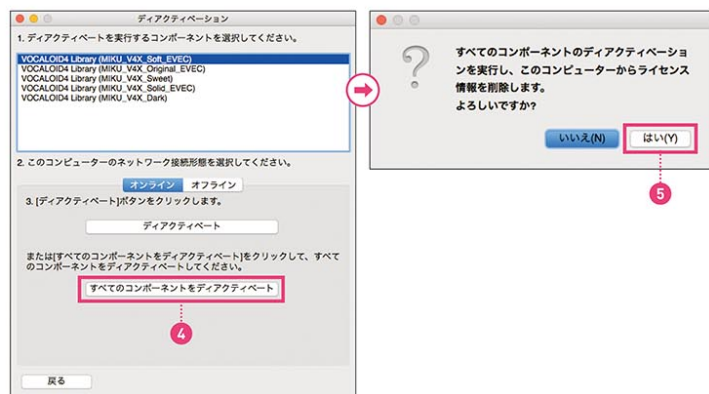 ディアクティベーション
1. ディアクティベートを実行するコンポーネントを選択してください。
VOCALOID4 Library (MIKU_V4X_Soft_EVEC)
VOCALOID4 Library (MIKU_V4X_Original_EVEC)
VOCALOID4 Library (MIKU_V4X_Sweet)
VOCALOID4 Library (MIKU_V4X_Solid_EVEC)
VOCALOID4 Library (MIKU_V4X_Dark)
2. このコンピューターのネットワーク接続形態を選択してください。
オンライン オフライン
3. [ディアクティベート]ボタンをクリックします。
ディアクティベート
または[すべてのコンポーネントをディアクティベート]をクリックして、すべて
のコンポーネントをディアクティベートしてください。
すべてのコンポーネントをディアクティベート
4
戻る
すべてのコンポーネントのディアクティベーショ
ンを実行し、このコンピューターからライセンス
情報を削除します。
よろしいですか?
いいえ(N) はい(Y)
5